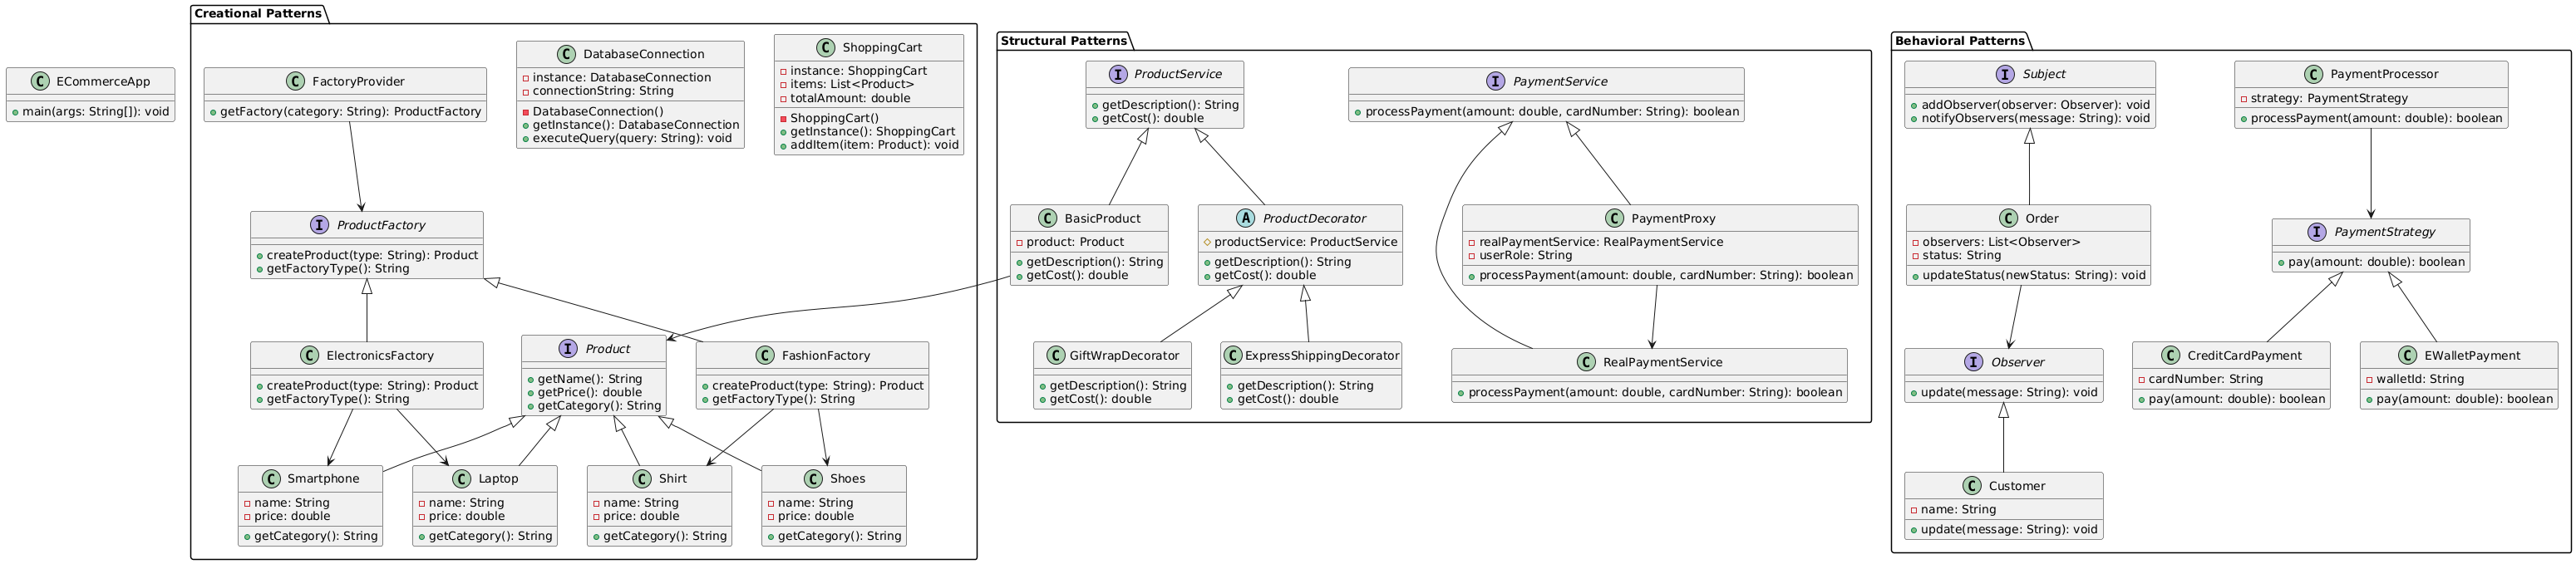 Creational Patterns
Structural Patterns
Behavioral Patterns
C ECommerceApp
main(args: String[]): void
C FactoryProvider
getFactory(category: String): ProductFactory
C DatabaseConnection
instance: DatabaseConnection
connectionString: String
DatabaseConnection()
getInstance(): DatabaseConnection
executeQuery(query: String): void
C ShoppingCart
instance: ShoppingCart
items: List<Product>
totalAmount: double
ShoppingCart()
getInstance(): ShoppingCart
addItem(item: Product): void
I ProductFactory
createProduct(type: String): Product
getFactoryType(): String
C ElectronicsFactory
createProduct(type: String): Product
getFactoryType(): String
I Product
getName(): String
getPrice(): double
getCategory(): String
C FashionFactory
createProduct(type: String): Product
getFactoryType(): String
C Smartphone
name: String
price: double
getCategory(): String
C Laptop
name: String
price: double
getCategory(): String
C Shirt
name: String
price: double
getCategory(): String
C Shoes
name: String
price: double
getCategory(): String
I ProductService
getDescription(): String
getCost(): double
I PaymentService
processPayment(amount: double, cardNumber: String): boolean
C BasicProduct
product: Product
getDescription(): String
getCost(): double
A ProductDecorator
productService: ProductService
getDescription(): String
getCost(): double
C PaymentProxy
realPaymentService: RealPaymentService
userRole: String
processPayment(amount: double, cardNumber: String): boolean
C GiftWrapDecorator
getDescription(): String
getCost(): double
C ExpressShippingDecorator
getDescription(): String
getCost(): double
C RealPaymentService
processPayment(amount: double, cardNumber: String): boolean
I Subject
addObserver(observer: Observer): void
notifyObservers(message: String): void
C PaymentProcessor
strategy: PaymentStrategy
processPayment(amount: double): boolean
C Order
observers: List<Observer>
status: String
updateStatus(newStatus: String): void
I PaymentStrategy
pay(amount: double): boolean
I Observer
update(message: String): void
C CreditCardPayment
cardNumber: String
pay(amount: double): boolean
C EWalletPayment
walletId: String
pay(amount: double): boolean
C Customer
name: String
update(message: String): void